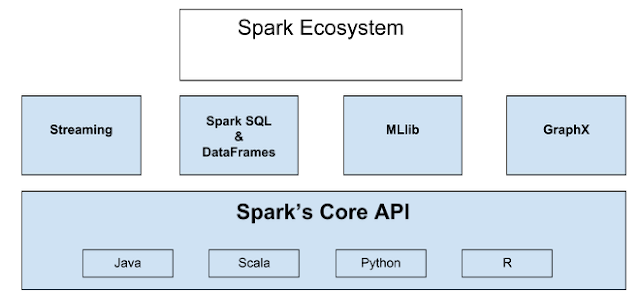 Spark Ecosystem
Streaming
Spark SQL
&
DataFrames
MLlib
GraphX
Spark’s Core API
Java
Scala
Python
R